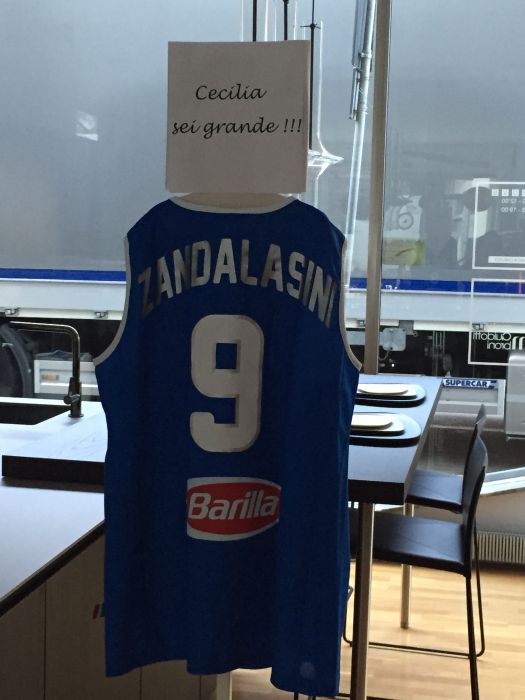 Cecilia
sei grande !!!
ZANDALASINI
9
Barilla
SUPERCAR